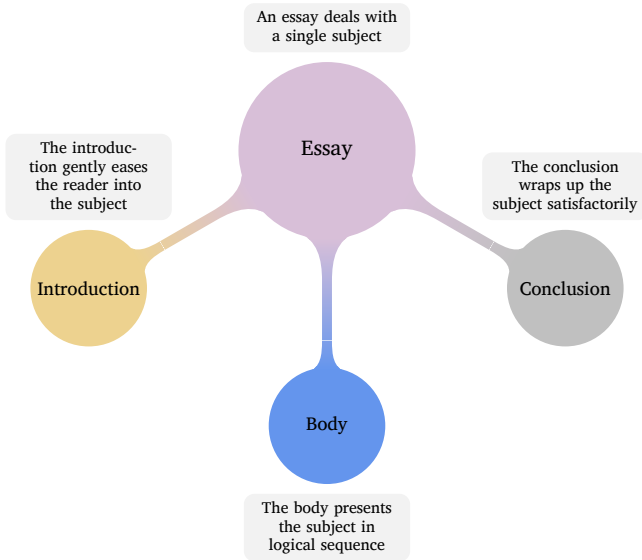 An essay deals with
a single subject
Essay
The introduc-
tion gently eases
the reader into
the subject
Introduction
The conclusion
wraps up the
subject satisfactorily
Conclusion
Body
The body presents
the subject in
logical sequence